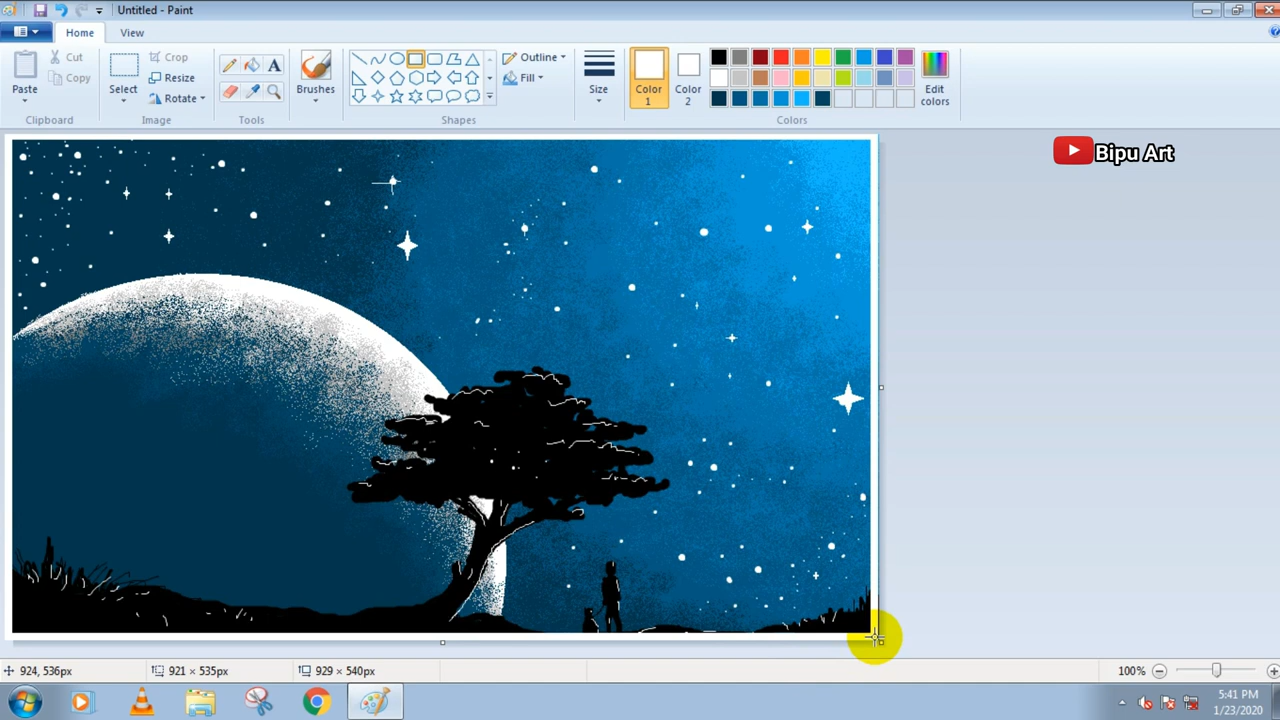 Untitled - Paint
Home
View
Paste
Cut
Copy
Clipboard
Select
Crop
Resize
Rotate
Image
A
Tools
Brushes
Shapes
Outline
Fill
Size
Color 1
Color 2
Colors
Edit colors
Bipu Art
924, 536px
921 × 535px
929 × 540px
100%
5:41 PM
1/23/2020